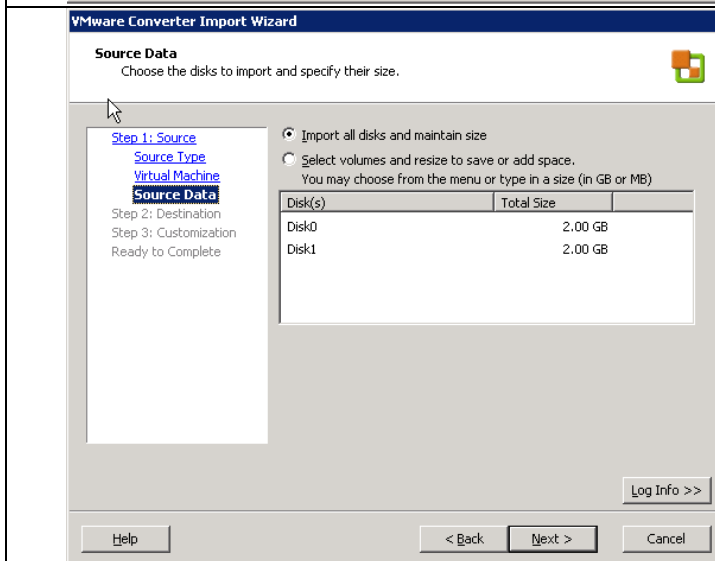 VMware Converter Import Wizard
Source Data
Choose the disks to import and specify their size.
Step 1: Source
Source Type
Virtual Machine
Source Data
Step 2: Destination
Step 3: Customization
Ready to Complete
Import all disks and maintain size
Select volumes and resize to save or add space.
You may choose from the menu or type in a size (in GB or MB)
Disk(s) Total Size
Disk0 2.00 GB
Disk1 2.00 GB
Log Info >>
Help < Back Next > Cancel